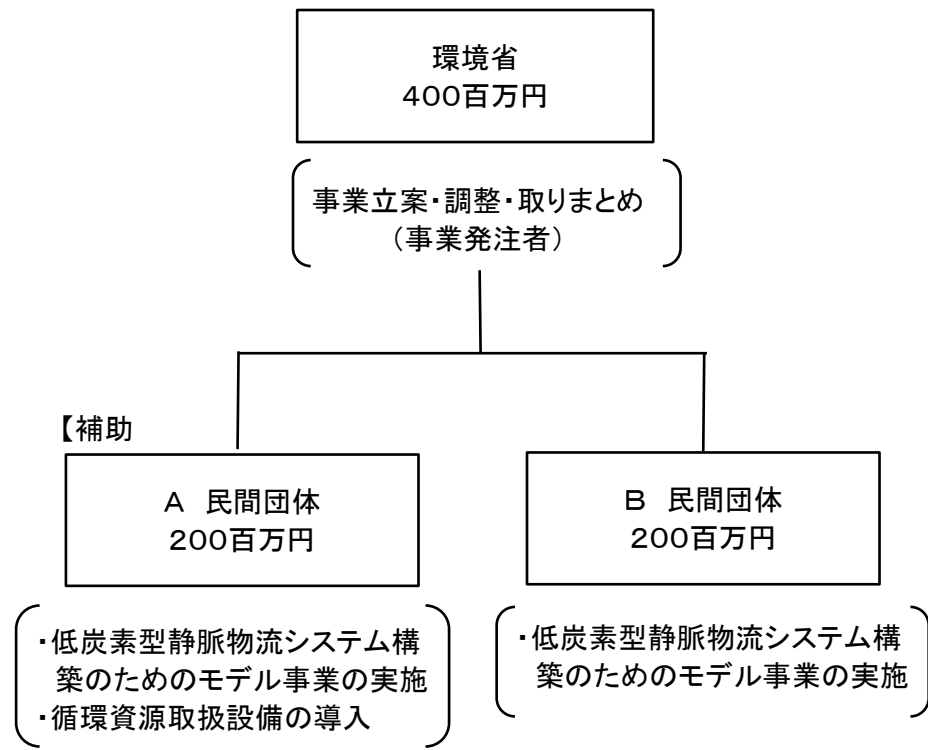 環境省
400百万円
事業立案・調整・取りまとめ
（事業発注者）
【補助
A　民間団体
200百万円
B　民間団体
200百万円
・低炭素型静脈物流システム構
築のためのモデル事業の実施
・循環資源取扱設備の導入
・低炭素型静脈物流システム構
築のためのモデル事業の実施